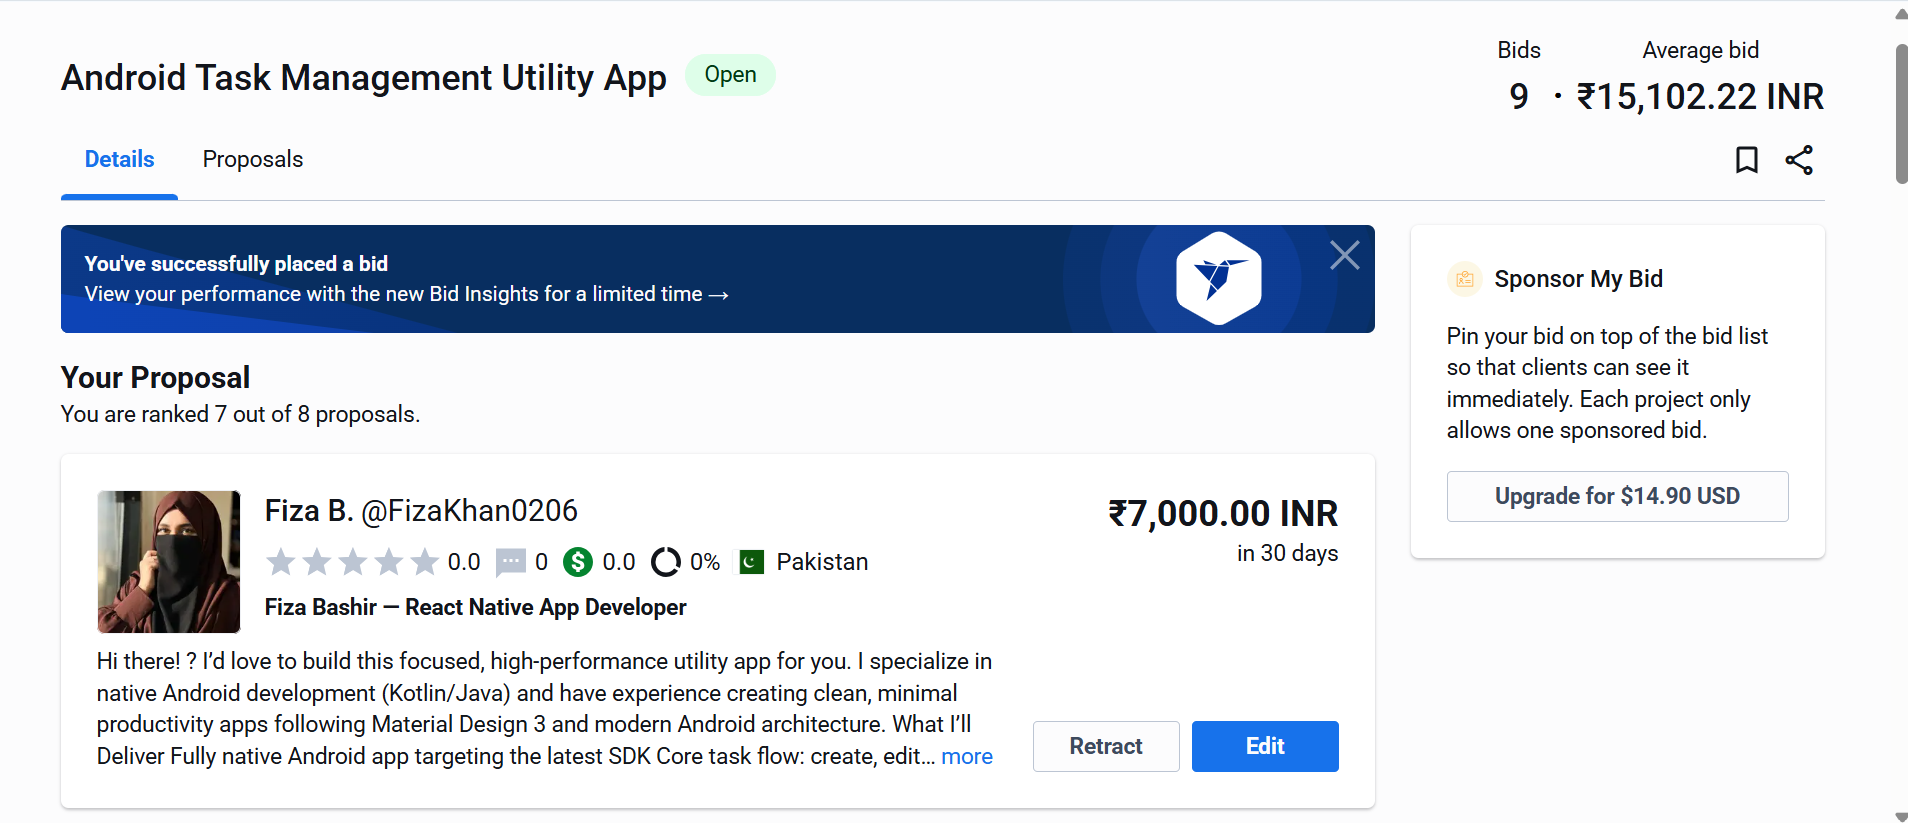 Android Task Management Utility App
Open
Bids
Average bid
9 · ₹15,102.22 INR
Details
Proposals
You've successfully placed a bid
View your performance with the new Bid Insights for a limited time →
Sponsor My Bid
Pin your bid on top of the bid list
so that clients can see it
immediately. Each project only
allows one sponsored bid.
Upgrade for $14.90 USD
Your Proposal
You are ranked 7 out of 8 proposals.
Fiza B. @FizaKhan0206
0.0 0 $ 0.0 0% Pakistan
Fiza Bashir — React Native App Developer
₹7,000.00 INR
in 30 days
Hi there! ? I’d love to build this focused, high-performance utility app for you. I specialize in
native Android development (Kotlin/Java) and have experience creating clean, minimal
productivity apps following Material Design 3 and modern Android architecture. What I’ll
Deliver Fully native Android app targeting the latest SDK Core task flow: create, edit... more
Retract
Edit